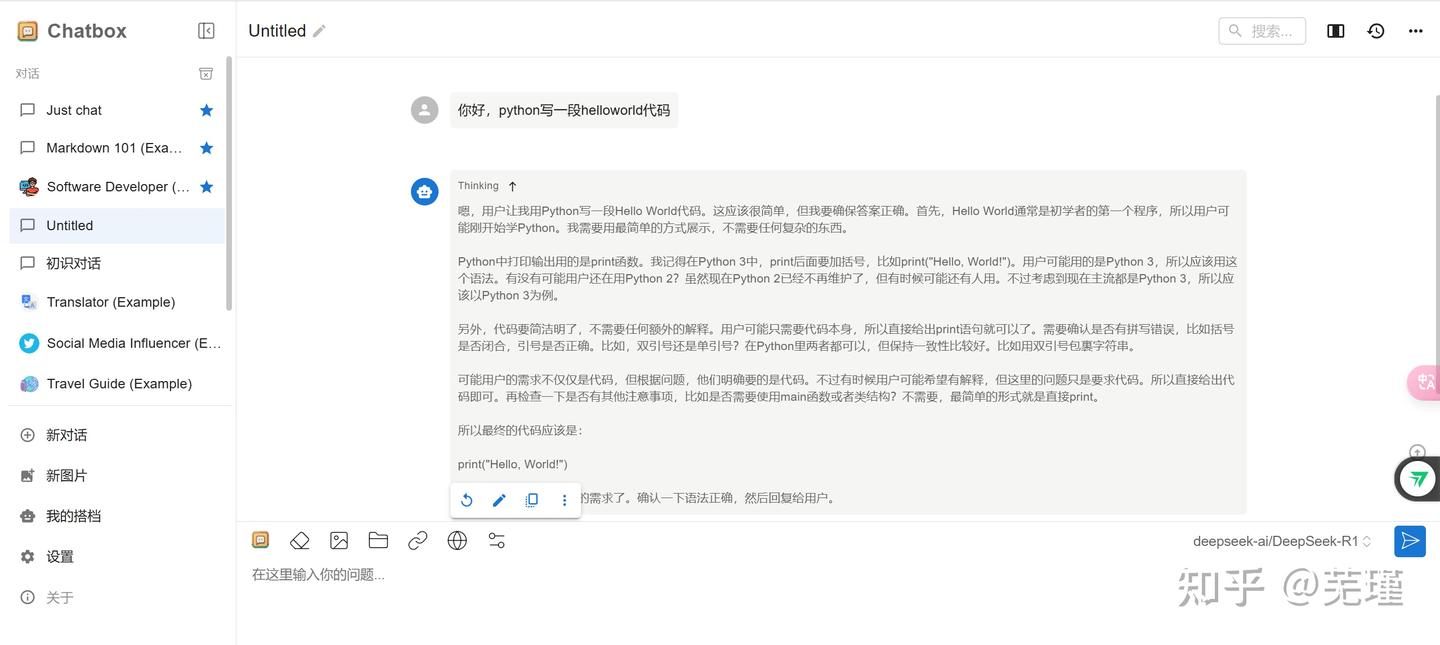 Chatbox
对话
Just chat
Markdown 101 (Exa...
Software Developer (...
Untitled
初识对话
Translator (Example)
Social Media Influencer (E...
Travel Guide (Example)
新对话
新图片
我的搭档
设置
关于
Untitled
搜索...
你好，python写一段helloworld代码
Thinking
嗯，用户让我用Python写一段Hello World代码。这应该很简单，但我要确保答案正确。首先，Hello World通常是初学者的第一个程序，所以用户可
能刚开始学Python。我需要用最简单的方式展示，不需要任何复杂的东西。
Python中打印输出用的是print函数。我记得在Python 3中，print后面要加括号，比如print("Hello, World!")。用户可能用的是Python 3，所以应该用这
个语法。有没有可能用户还在用Python 2？虽然现在Python 2已经不再维护了，但有时候可能还有人用。不过考虑到现在主流都是Python 3，所以应
该以Python 3为例。
另外，代码要简洁明了，不需要任何额外的解释。用户可能只需要代码本身，所以直接给出print语句就可以了。需要确认是否有拼写错误，比如括号
是否闭合，引号是否正确。比如，双引号还是单引号？在Python里两者都可以，但保持一致性比较好。比如用双引号包裹字符串。
可能用户的需求不仅仅是代码，但根据问题，他们明确要的是代码。不过有时候用户可能希望有解释，但这里的问题只是要求代码。所以直接给出代
码即可。再检查一下是否有其他注意事项，比如是否需要使用main函数或者类结构？不需要，最简单的形式就是直接print。
所以最终的代码应该是：
print("Hello, World!")
的需求了。确认一下语法正确，然后回复给用户。
中A
deepseek-ai/DeepSeek-R1
在这里输入你的问题...
知乎 @芜瑾